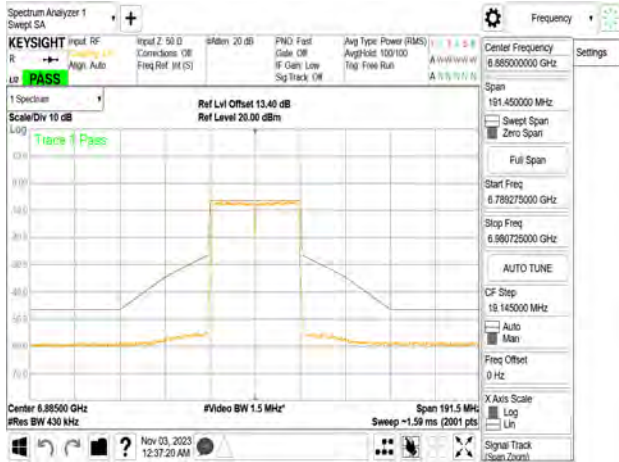 Spectrum Analyzer 1
Swept SA
+
Frequency
KEYSIGHT
Input: RF
Align: Auto
Input Z: 50 Ω
Corrections: Off
Freq Ref: Int (S)
#Atten: 20 dB
PNO: Fast
Gate: Off
IF Gain: Low
Sig Track: Off
Avg Type: Power (RMS)
Avg|Hold: 100/100
Trig: Free Run
A W W W W W
A N N N N N
PASS
1 Spectrum
Scale/Div 10 dB
Ref Lvl Offset 13.40 dB
Ref Level 20.00 dBm
Log
Trace 1 Pass
Center 6.88500 GHz
#Res BW 430 kHz
#Video BW 1.5 MHz*
Span 191.5 MHz
Sweep ~1.59 ms (2001 pts
?
Nov 03, 2023
12:37:20 AM
Center Frequency
6.885000000 GHz
Settings
Span
191.450000 MHz
Swept Span
Zero Span
Full Span
Start Freq
6.789275000 GHz
Stop Freq
6.980725000 GHz
AUTO TUNE
CF Step
19.145000 MHz
Auto
Man
Freq Offset
0 Hz
X Axis Scale
Log
Lin
Signal Track
(Span Zoom)